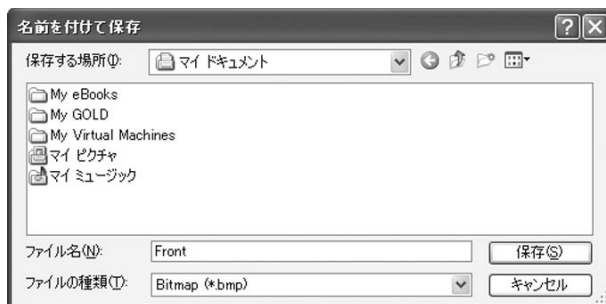 名前を付けて保存
保存する場所(I): マイ ドキュメント
My eBooks
My GOLD
My Virtual Machines
マイ ピクチャ
マイ ミュージック
ファイル名(N): Front 保存(S)
ファイルの種類(T): Bitmap (*.bmp) キャンセル